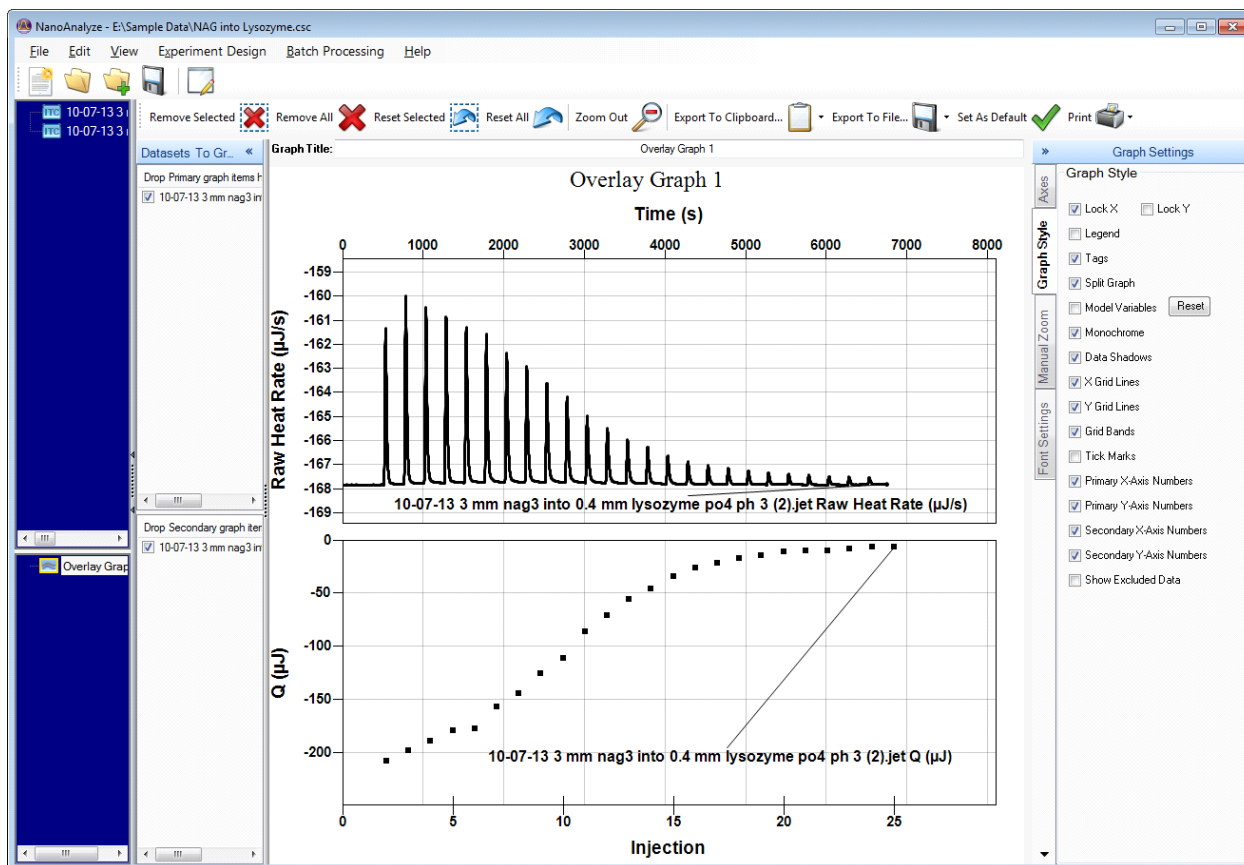 NanoAnalyze - E:\Sample Data\NAG into Lysozyme.csc
File Edit View Experiment Design Batch Processing Help
ITC 10-07-13 3
ITC 10-07-13 3
Remove Selected Remove All Reset Selected Reset All Zoom Out Export To Clipboard... Export To File... Set As Default Print
Datasets To Gr... «
Drop Primary graph items
10-07-13 3 mm nag3
Drop Secondary graph
10-07-13 3 mm nag3
Overlay
Graph Title: Overlay Graph 1
Overlay Graph 1
Time (s)
0 1000 2000 3000 4000 5000 6000 7000 8000
Raw Heat Rate (µJ/s)
-159
-160
-161
-162
-163
-164
-165
-166
-167
-168
-169
10-07-13 3 mm nag3 into 0.4 mm lysozyme po4 ph 3 (2).jet Raw Heat Rate (µJ/s)
Q (µJ)
0
-50
-100
-150
-200
10-07-13 3 mm nag3 into 0.4 mm lysozyme po4 ph 3 (2).jet Q (µJ)
0 5 10 15 20 25
Injection
» Graph Settings
Axes
Graph Style
Manual Zoom
Font Settings
Graph Style
Lock X Lock Y
Legend
Tags
Split Graph
Model Variables Reset
Monochrome
Data Shadows
X Grid Lines
Y Grid Lines
Grid Bands
Tick Marks
Primary X-Axis Numbers
Primary Y-Axis Numbers
Secondary X-Axis Numbers
Secondary Y-Axis Numbers
Show Excluded Data